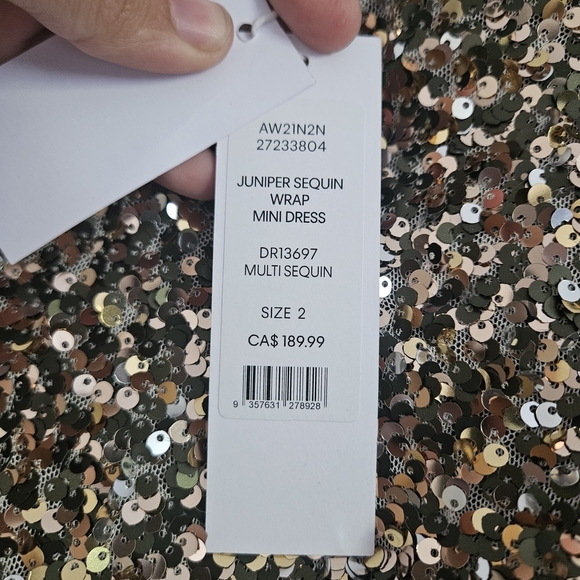 AW21N2N
27233804
JUNIPER SEQUIN
WRAP
MINI DRESS
DR13697
MULTI SEQUIN
SIZE 2
CA$ 189.99
9 357631 278928